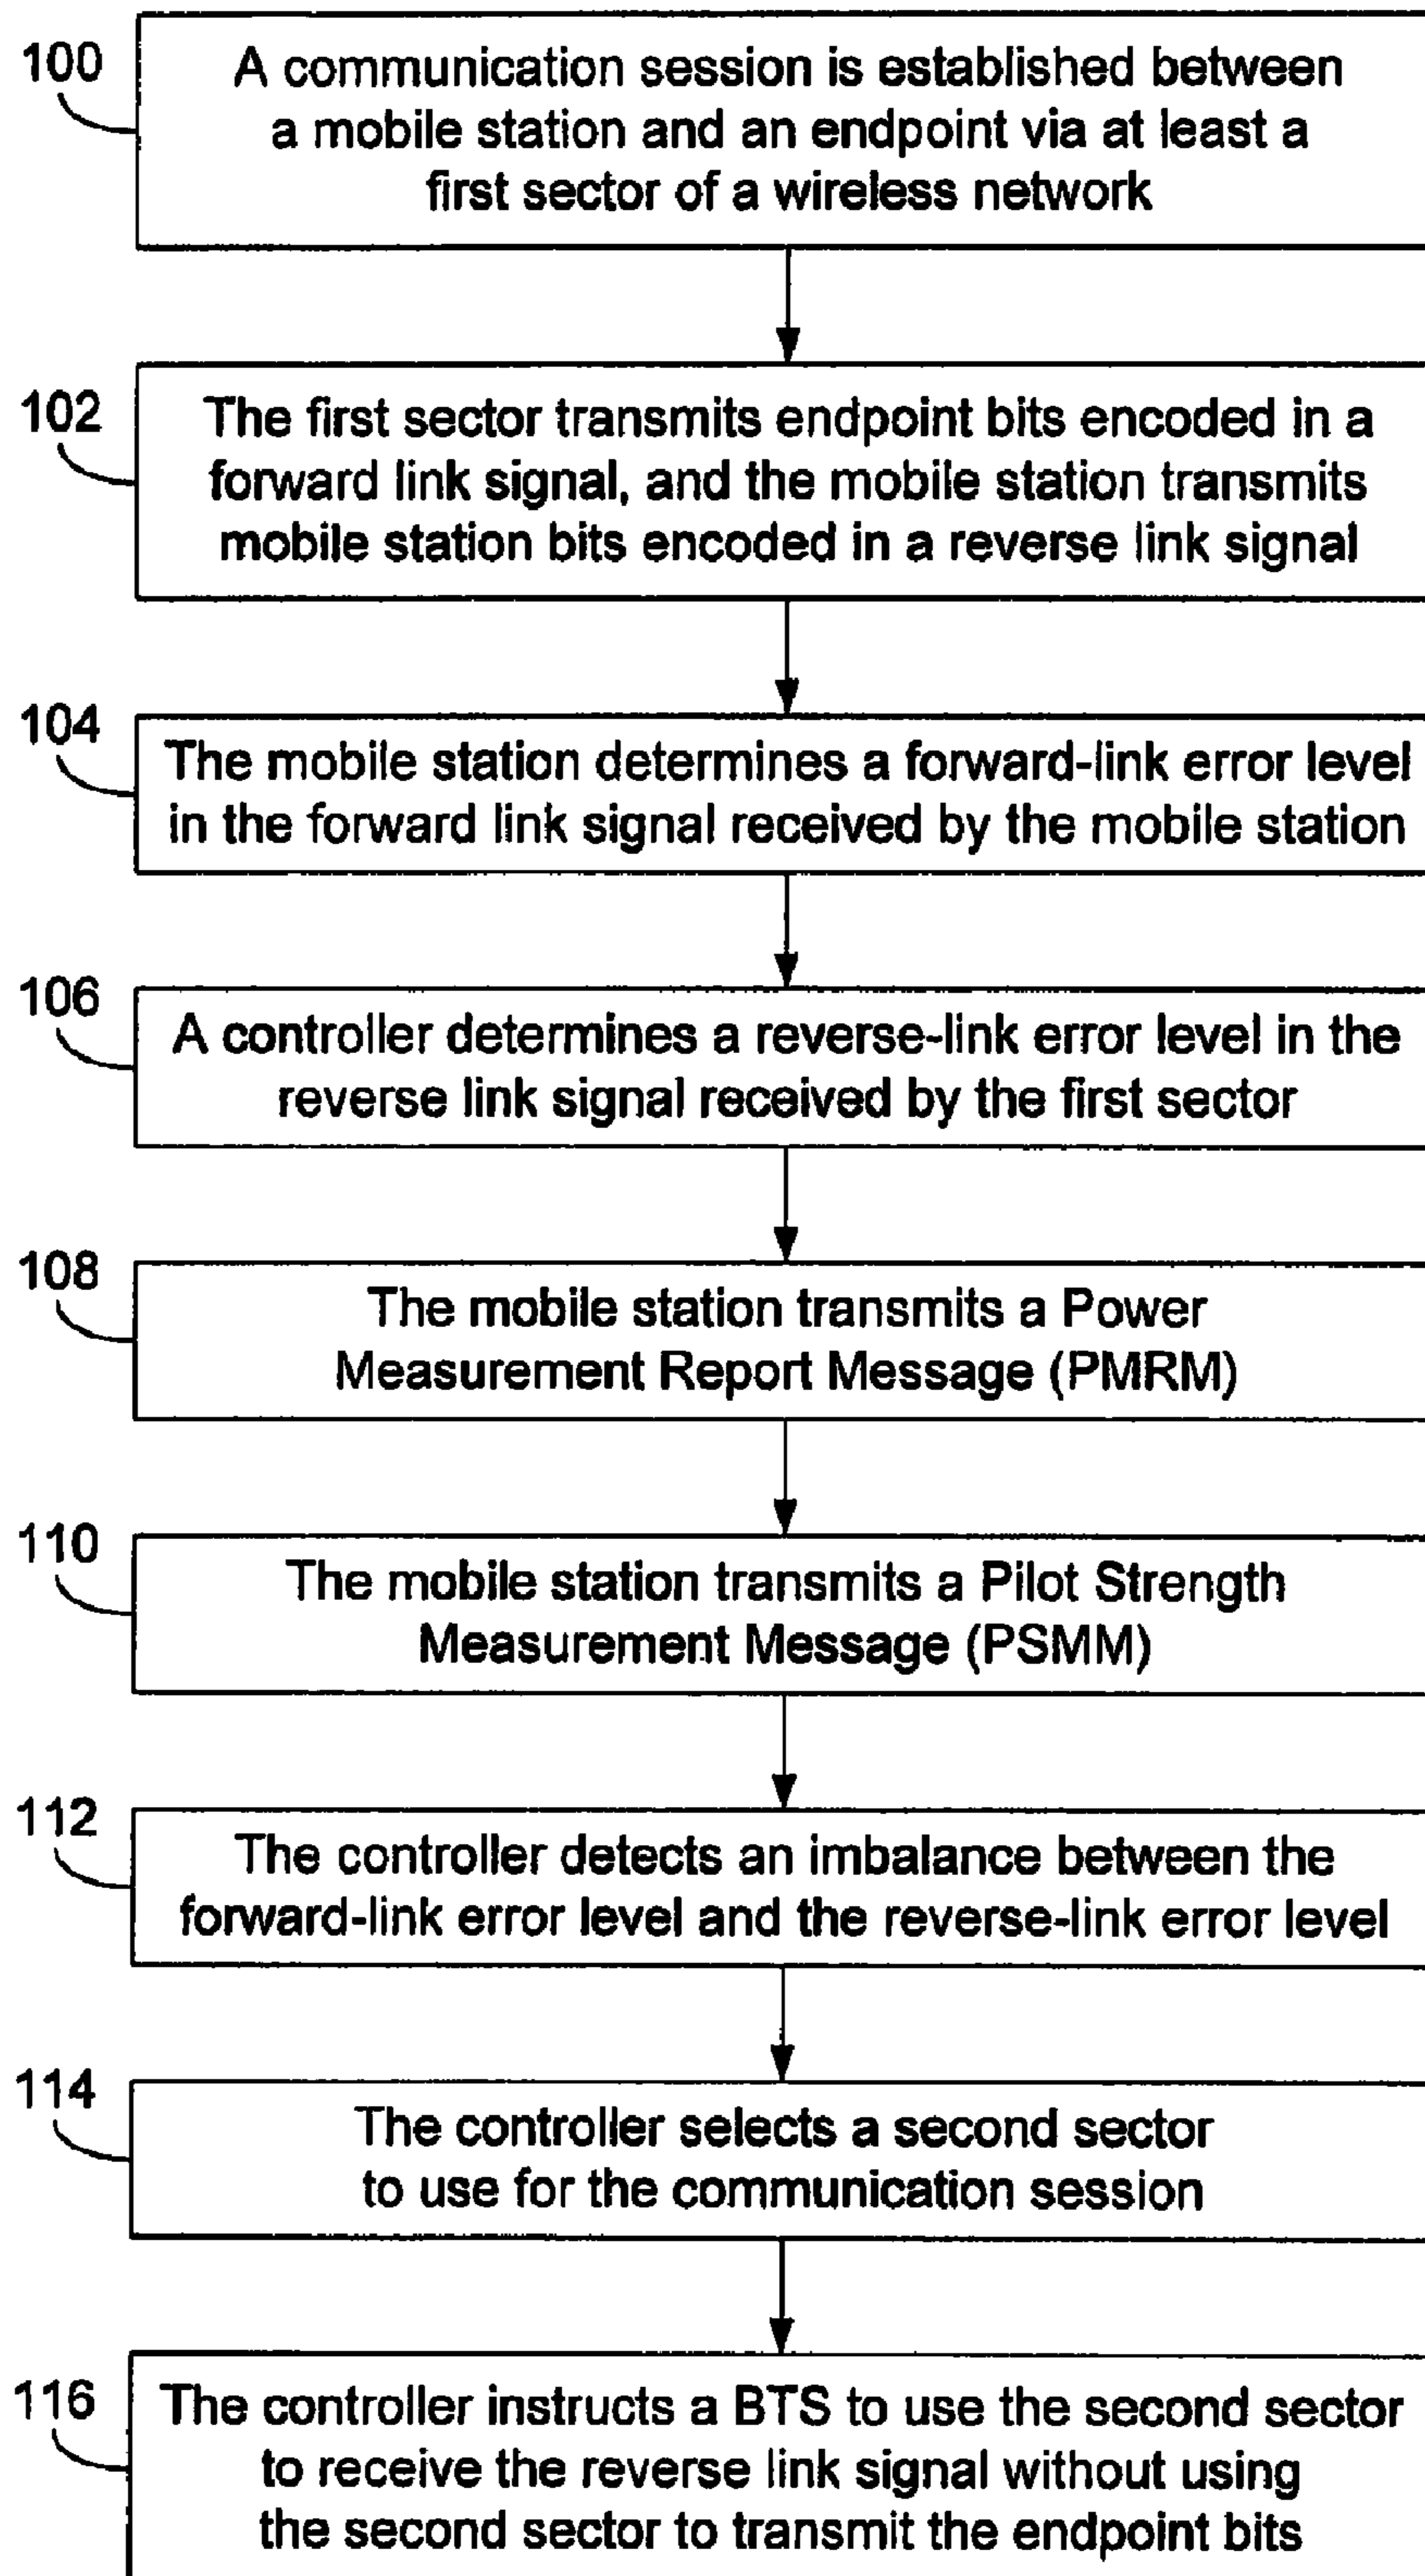 100
A communication session is established between
a mobile station and an endpoint via at least a
first sector of a wireless network
102
The first sector transmits endpoint bits encoded in a
forward link signal, and the mobile station transmits
mobile station bits encoded in a reverse link signal
104
The mobile station determines a forward-link error level
in the forward link signal received by the mobile station
106
A controller determines a reverse-link error level in the
reverse link signal received by the first sector
108
The mobile station transmits a Power
Measurement Report Message (PMRM)
110
The mobile station transmits a Pilot Strength
Measurement Message (PSMM)
112
The controller detects an imbalance between the
forward-link error level and the reverse-link error level
114
The controller selects a second sector
to use for the communication session
116
The controller instructs a BTS to use the second sector
to receive the reverse link signal without using
the second sector to transmit the endpoint bits